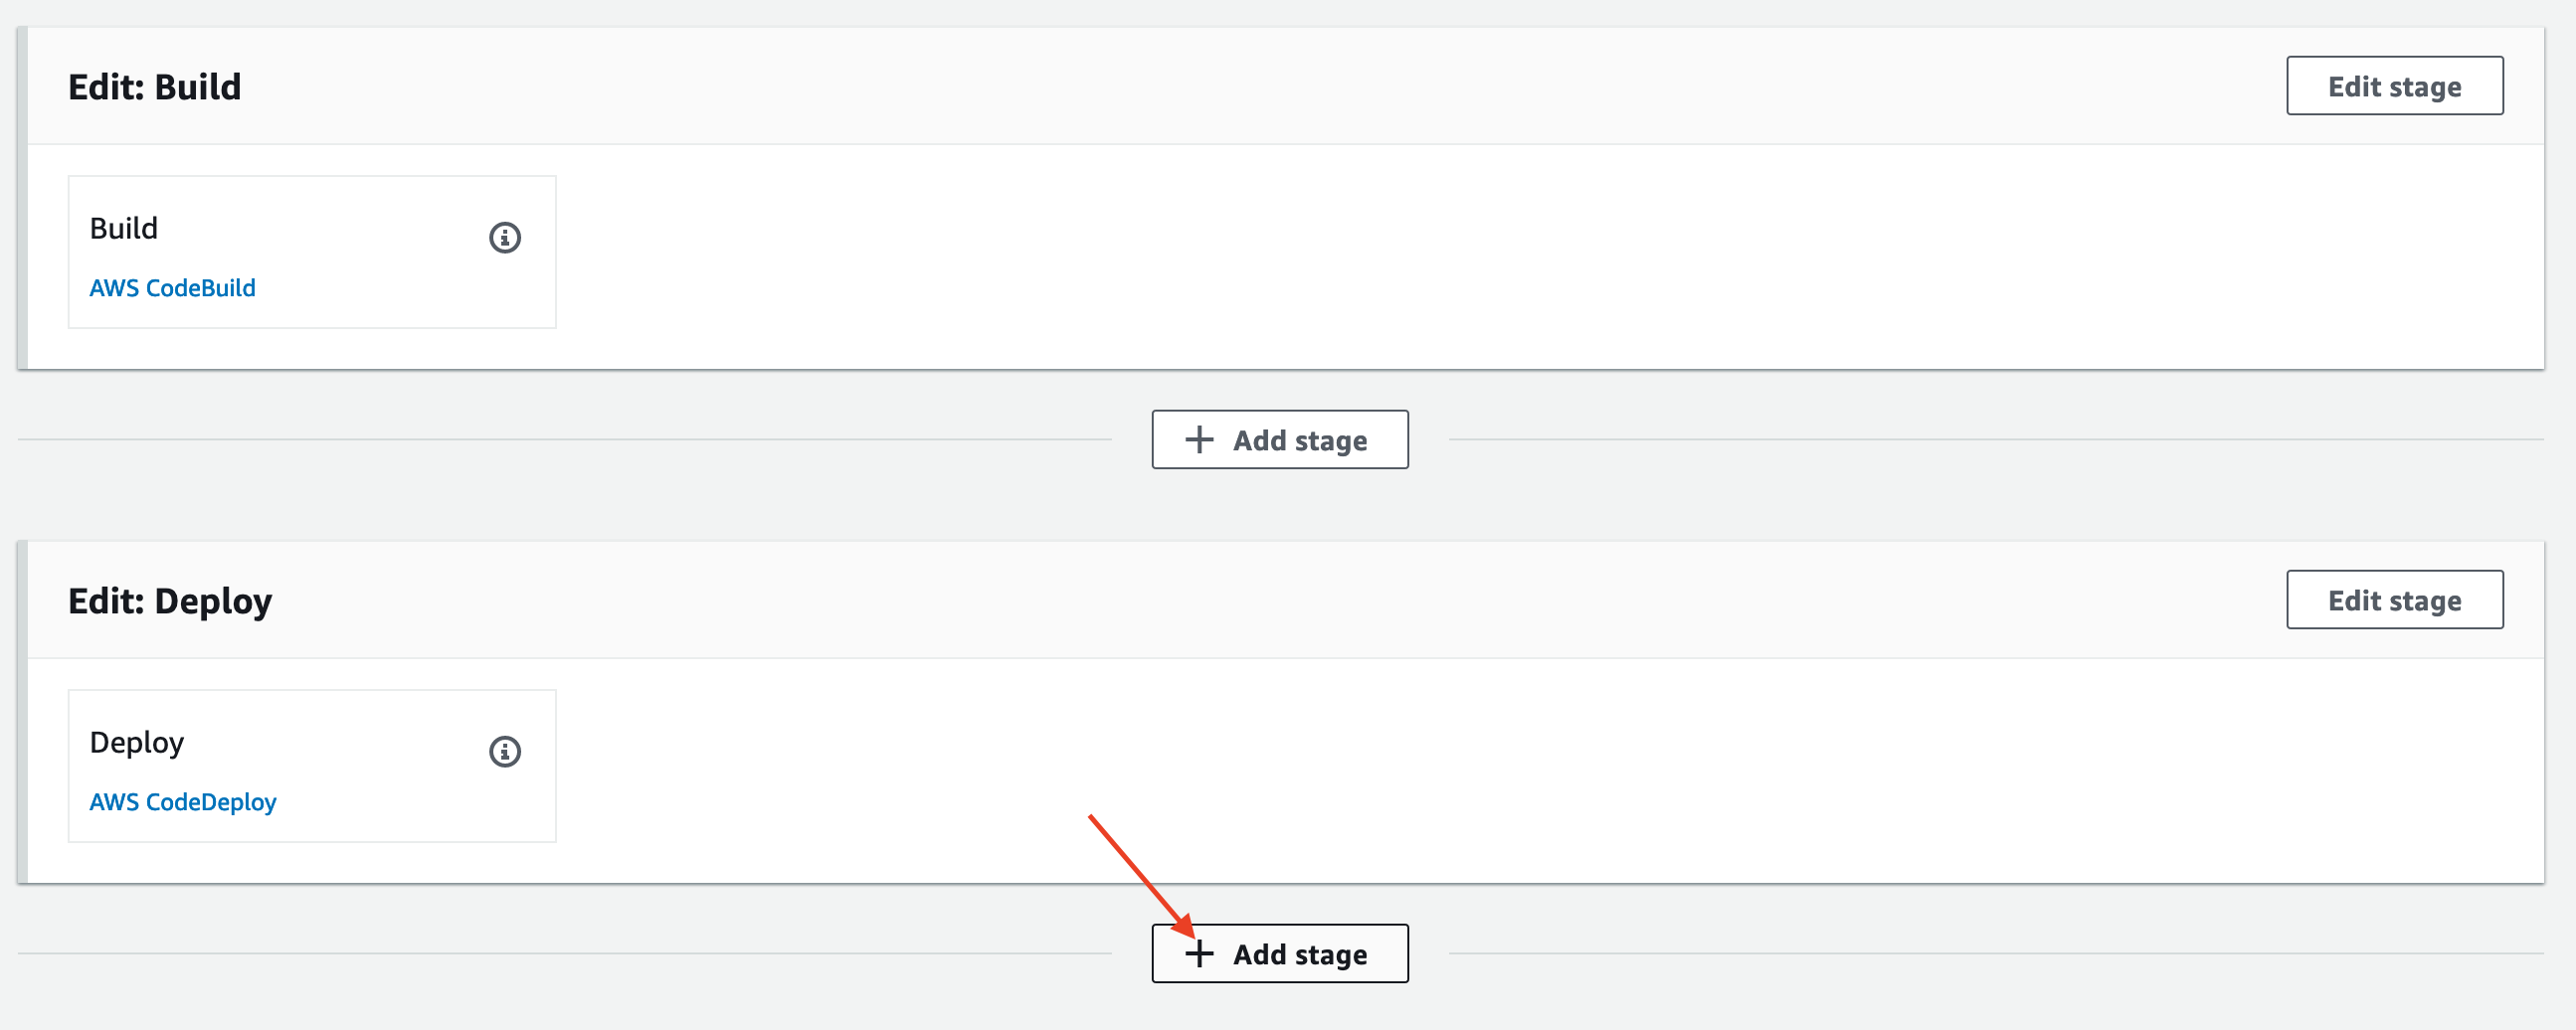 Edit: Build
Edit stage
Build
AWS CodeBuild
Add stage
Edit: Deploy
Edit stage
Deploy
AWS CodeDeploy
Add stage